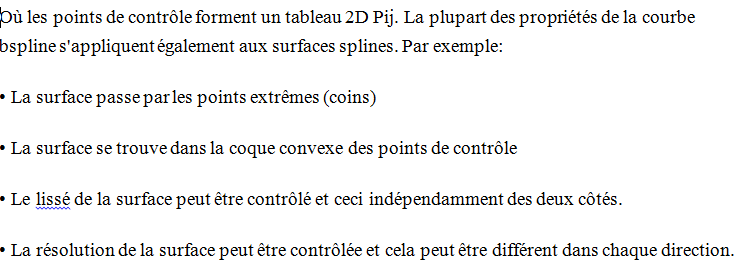 Où les points de contrôle forment un tableau 2D Pij. La plupart des propriétés de la courbe
bspline s'appliquent également aux surfaces splines. Par exemple:
• La surface passe par les points extrêmes (coins)
• La surface se trouve dans la coque convexe des points de contrôle
• Le lissé de la surface peut être contrôlé et ceci indépendamment des deux côtés.
• La résolution de la surface peut être contrôlée et cela peut être différent dans chaque direction.